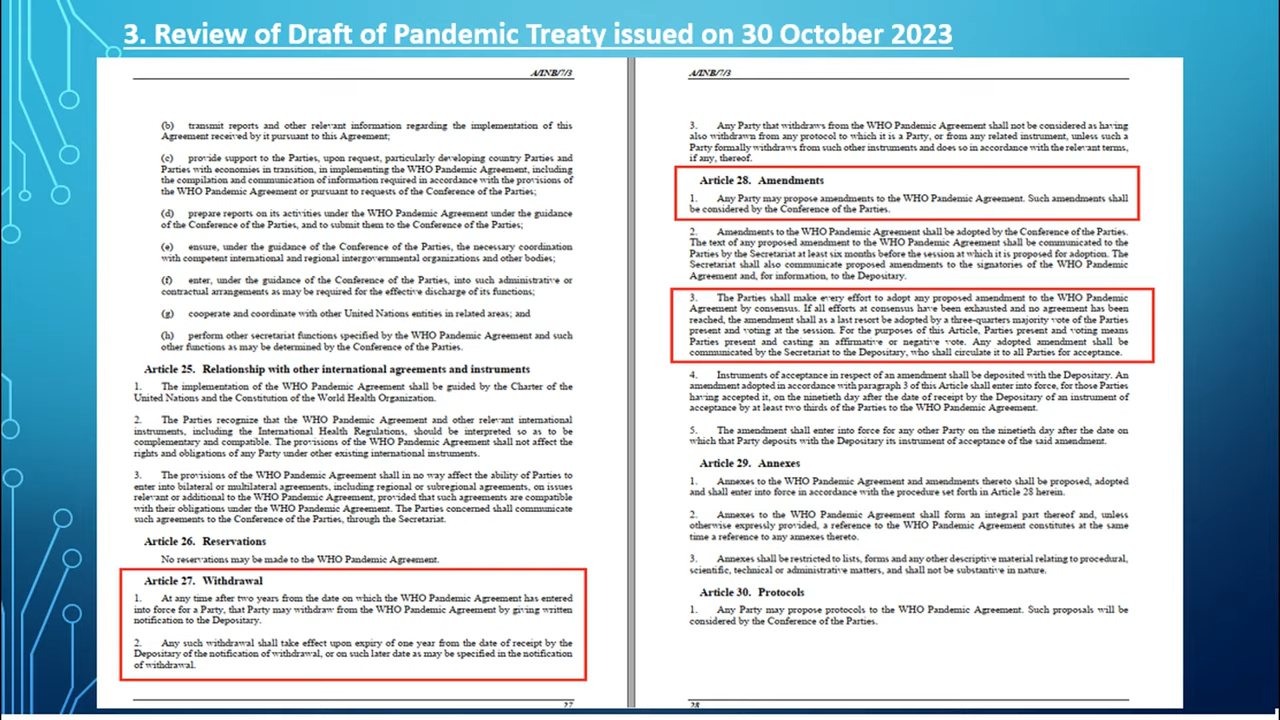 3. Review of Draft of Pandemic Treaty issued on 30 October 2023
A/INB/7/3
(b) transmit reports and other relevant information regarding the implementation of this
Agreement received by it pursuant to this Agreement;
(c) provide support to the Parties, upon request, particularly developing country Parties and
Parties with economies in transition, in implementing the WHO Pandemic Agreement, including
the compilation and communication of information required in accordance with the provisions of
the WHO Pandemic Agreement or pursuant to requests of the Conference of the Parties;
(d) prepare reports on its activities under the WHO Pandemic Agreement under the guidance
of the Conference of the Parties, and to submit them to the Conference of the Parties;
(e) ensure, under the guidance of the Conference of the Parties, the necessary coordination
with competent international and regional intergovernmental organizations and other bodies;
(f) enter, under the guidance of the Conference of the Parties, into such administrative or
contractual arrangements as may be required for the effective discharge of its functions;
(g) cooperate and coordinate with other United Nations entities in related areas; and
(h) perform other secretariat functions specified by the WHO Pandemic Agreement and such
other functions as may be determined by the Conference of the Parties.
Article 25. Relationship with other international agreements and instruments
1. The implementation of the WHO Pandemic Agreement shall be guided by the Charter of the
United Nations and the Constitution of the World Health Organization.
2. The Parties recognize that the WHO Pandemic Agreement and other relevant international
instruments, including the International Health Regulations, should be interpreted so as to be
complementary and compatible. The provisions of the WHO Pandemic Agreement shall not affect the
rights and obligations of any Party under other existing international instruments.
3. The provisions of the WHO Pandemic Agreement shall in no way affect the ability of Parties to
enter into bilateral or multilateral agreements, including regional or subregional agreements, on issues
relevant or additional to the WHO Pandemic Agreement, provided that such agreements are compatible
with their obligations under the WHO Pandemic Agreement. The Parties concerned shall communicate
such agreements to the Conference of the Parties, through the Secretariat.
Article 26. Reservations
No reservations may be made to the WHO Pandemic Agreement.
Article 27. Withdrawal
1. At any time after two years from the date on which the WHO Pandemic Agreement has entered
into force for a Party, that Party may withdraw from the WHO Pandemic Agreement by giving written
notification to the Depositary.
2. Any such withdrawal shall take effect upon expiry of one year from the date of receipt by the
Depositary of the notification of withdrawal, or on such later date as may be specified in the notification
of withdrawal.
27
A/INB/7/3
3. Any Party that withdraws from the WHO Pandemic Agreement shall not be considered as having
also withdrawn from any protocol to which it is a Party, or from any related instrument, unless such a
Party formally withdraws from such other instruments and does so in accordance with the relevant terms,
if any, thereof.
Article 28. Amendments
1. Any Party may propose amendments to the WHO Pandemic Agreement. Such amendments shall
be considered by the Conference of the Parties.
2. Amendments to the WHO Pandemic Agreement shall be adopted by the Conference of the Parties.
The text of any proposed amendment to the WHO Pandemic Agreement shall be communicated to the
Parties by the Secretariat at least six months before the session at which it is proposed for adoption. The
Secretariat shall also communicate proposed amendments to the signatories of the WHO Pandemic
Agreement and, for information, to the Depositary.
3. The Parties shall make every effort to adopt any proposed amendment to the WHO Pandemic
Agreement by consensus. If all efforts at consensus have been exhausted and no agreement has been
reached, the amendment shall as a last resort be adopted by a three-quarters majority vote of the Parties
present and voting at the session. For the purposes of this Article, Parties present and voting means
Parties present and casting an affirmative or negative vote. Any adopted amendment shall be
communicated by the Secretariat to the Depositary, who shall circulate it to all Parties for acceptance.
4. Instruments of acceptance in respect of an amendment shall be deposited with the Depositary. An
amendment adopted in accordance with paragraph 3 of this Article shall enter into force, for those Parties
having accepted it, on the ninetieth day after the date of receipt by the Depositary of an instrument of
acceptance by at least two thirds of the Parties to the WHO Pandemic Agreement.
5. The amendment shall enter into force for any other Party on the ninetieth day after the date on
which that Party deposits with the Depositary its instrument of acceptance of the said amendment.
Article 29. Annexes
1. Annexes to the WHO Pandemic Agreement and amendments thereto shall be proposed, adopted
and shall enter into force in accordance with the procedure set forth in Article 28 herein.
2. Annexes to the WHO Pandemic Agreement shall form an integral part thereof and, unless
otherwise expressly provided, a reference to the WHO Pandemic Agreement constitutes at the same
time a reference to any annexes thereto.
3. Annexes shall be restricted to lists, forms and any other descriptive material relating to procedural,
scientific, technical or administrative matters, and shall not be substantive in nature.
Article 30. Protocols
1. Any Party may propose protocols to the WHO Pandemic Agreement. Such proposals will be
considered by the Conference of the Parties.
28